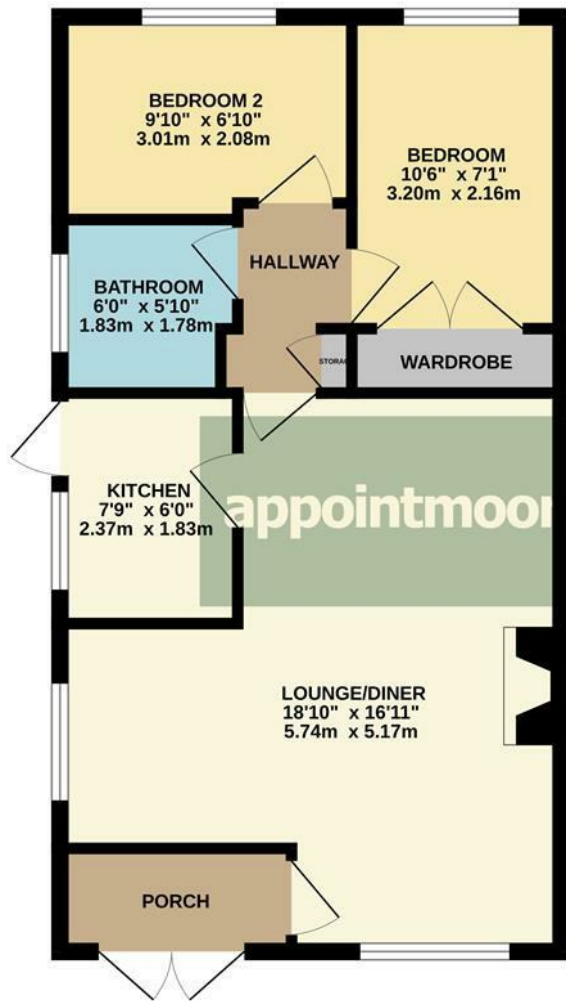 BEDROOM 2
9'10" x 6'10"
3.01m x 2.08m
BEDROOM
10'6" x 7'1"
3.20m x 2.16m
HALLWAY
BATHROOM
6'0" x 5'10"
1.83m x 1.78m
STORAG
WARDROBE
KITCHEN
7'9" x 6'0"
2.37m x 1.83m
appointmoor
LOUNGE/DINER
18'10" x 16'11"
5.74m x 5.17m
PORCH